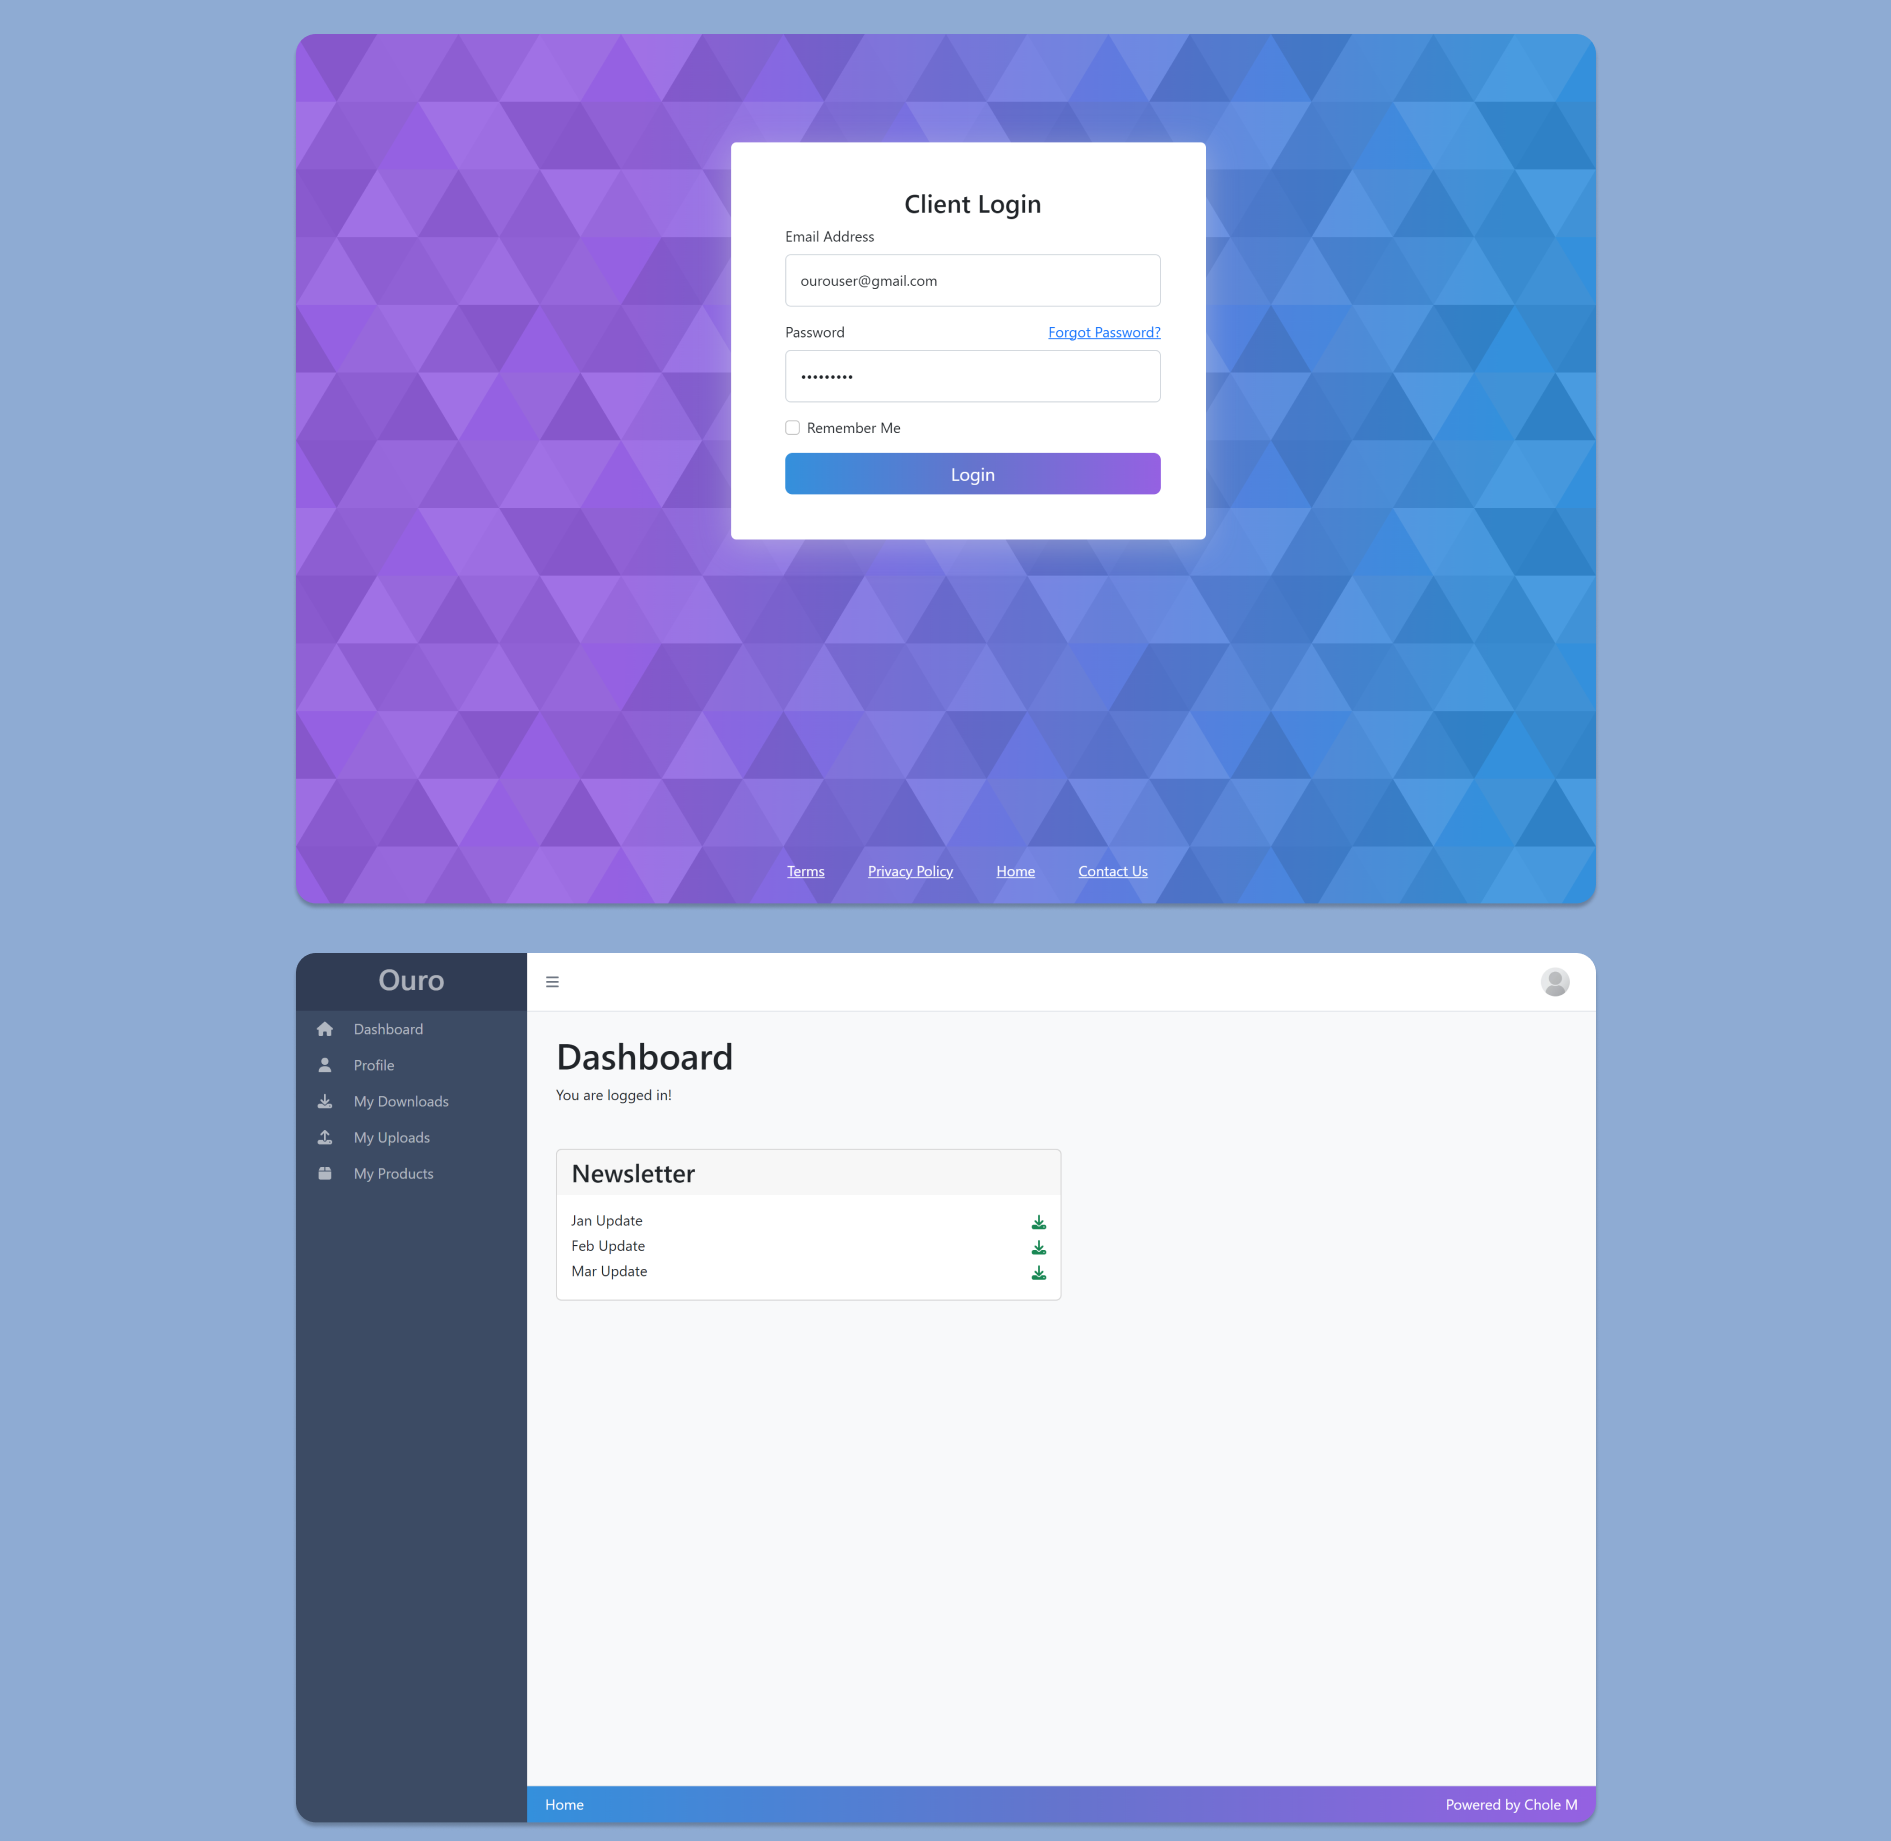 Client Login
Email Address
ourouser@gmail.com
Password Forgot Password?
•••••••••
Remember Me
Login
Terms Privacy Policy Home Contact Us
Ouro
Dashboard
Profile
My Downloads
My Uploads
My Products
Dashboard
You are logged in!
Newsletter
Jan Update
Feb Update
Mar Update
Home Powered by Chole M